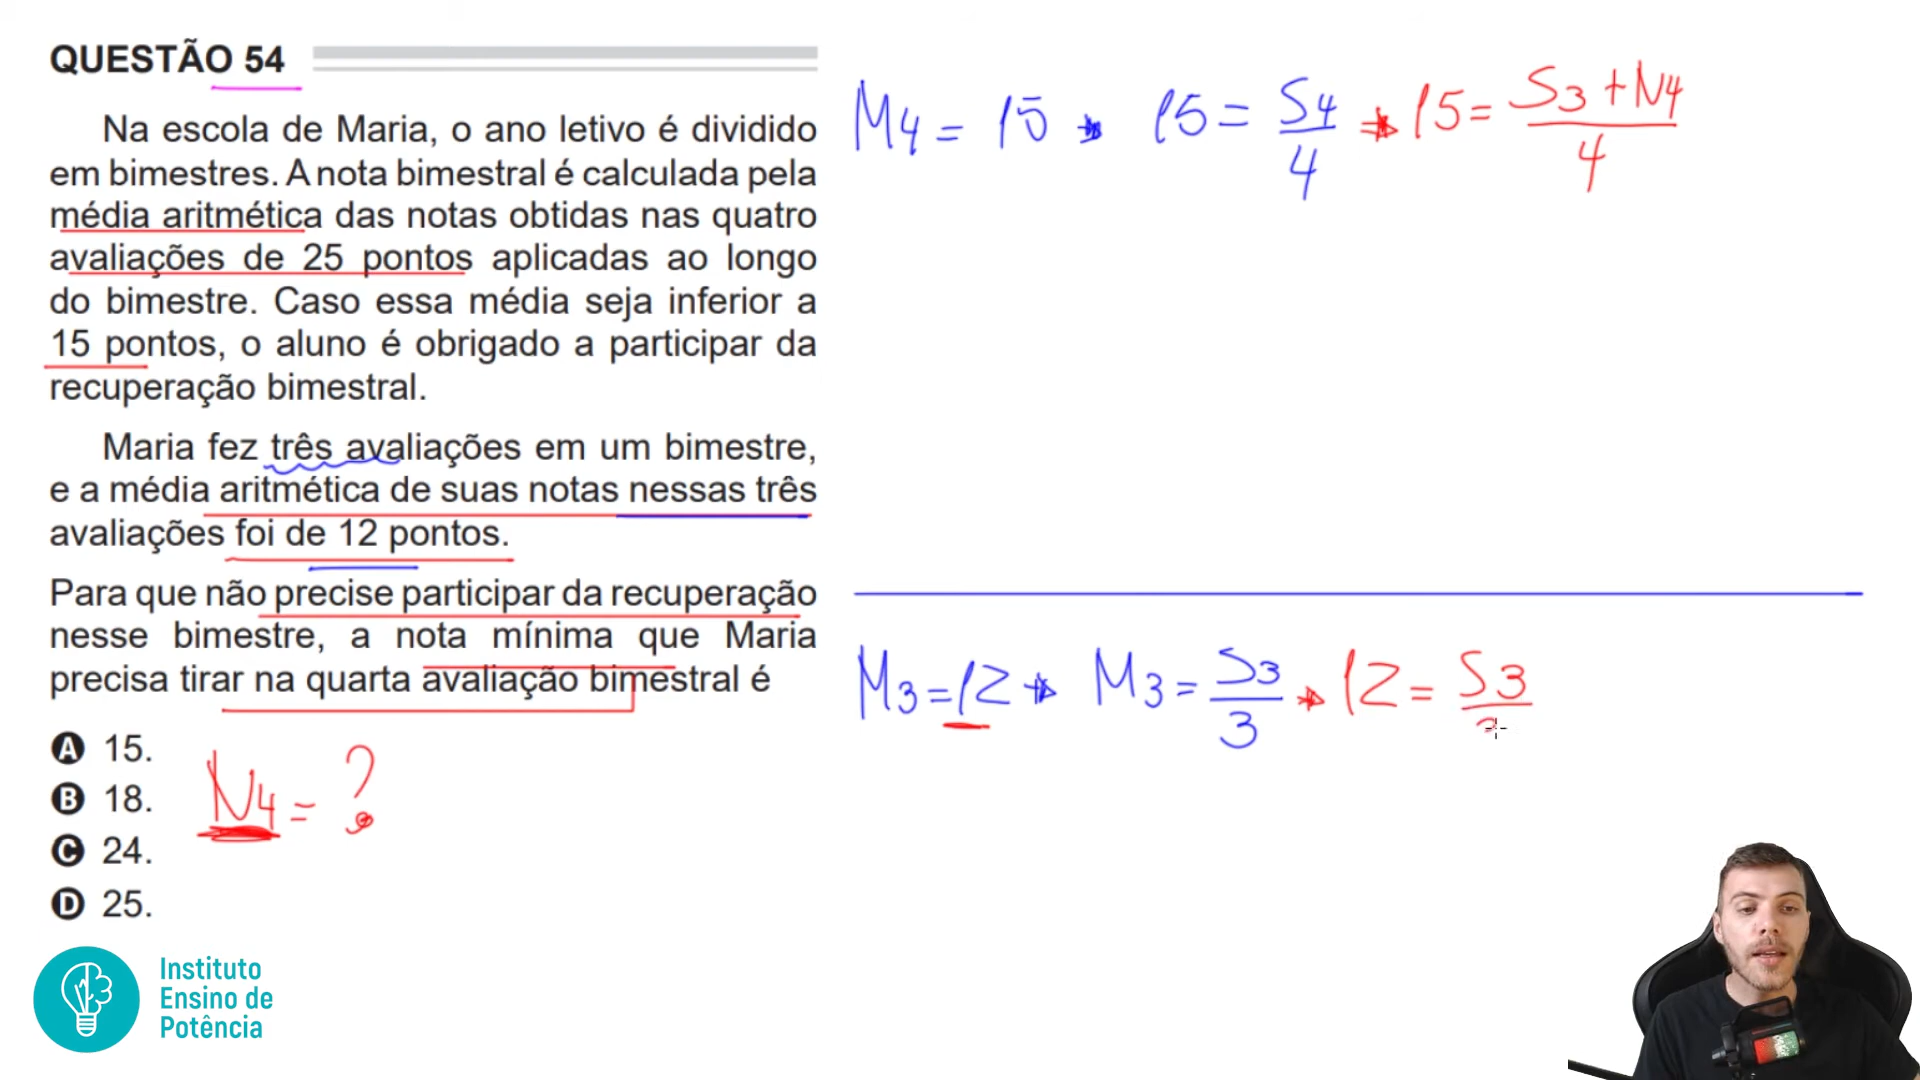 QUESTÃO 54
Na escola de Maria, o ano letivo é dividido
em bimestres. A nota bimestral é calculada pela
média aritmética das notas obtidas nas quatro
avaliações de 25 pontos aplicadas ao longo
do bimestre. Caso essa média seja inferior a
15 pontos, o aluno é obrigado a participar da
recuperação bimestral.
Maria fez três avaliações em um bimestre,
e a média aritmética de suas notas nessas três
avaliações foi de 12 pontos.
Para que não precise participar da recuperação
nesse bimestre, a nota mínima que Maria
precisa tirar na quarta avaliação bimestral é
A 15.
B 18.
C 24.
D 25.
N4 = ?
Instituto
Ensino de
Potência
M4 = 15 → 15 = S4/4 → 15 = S3 + N4/4
M3 = 12 → M3 = S3/3 → 12 = S3